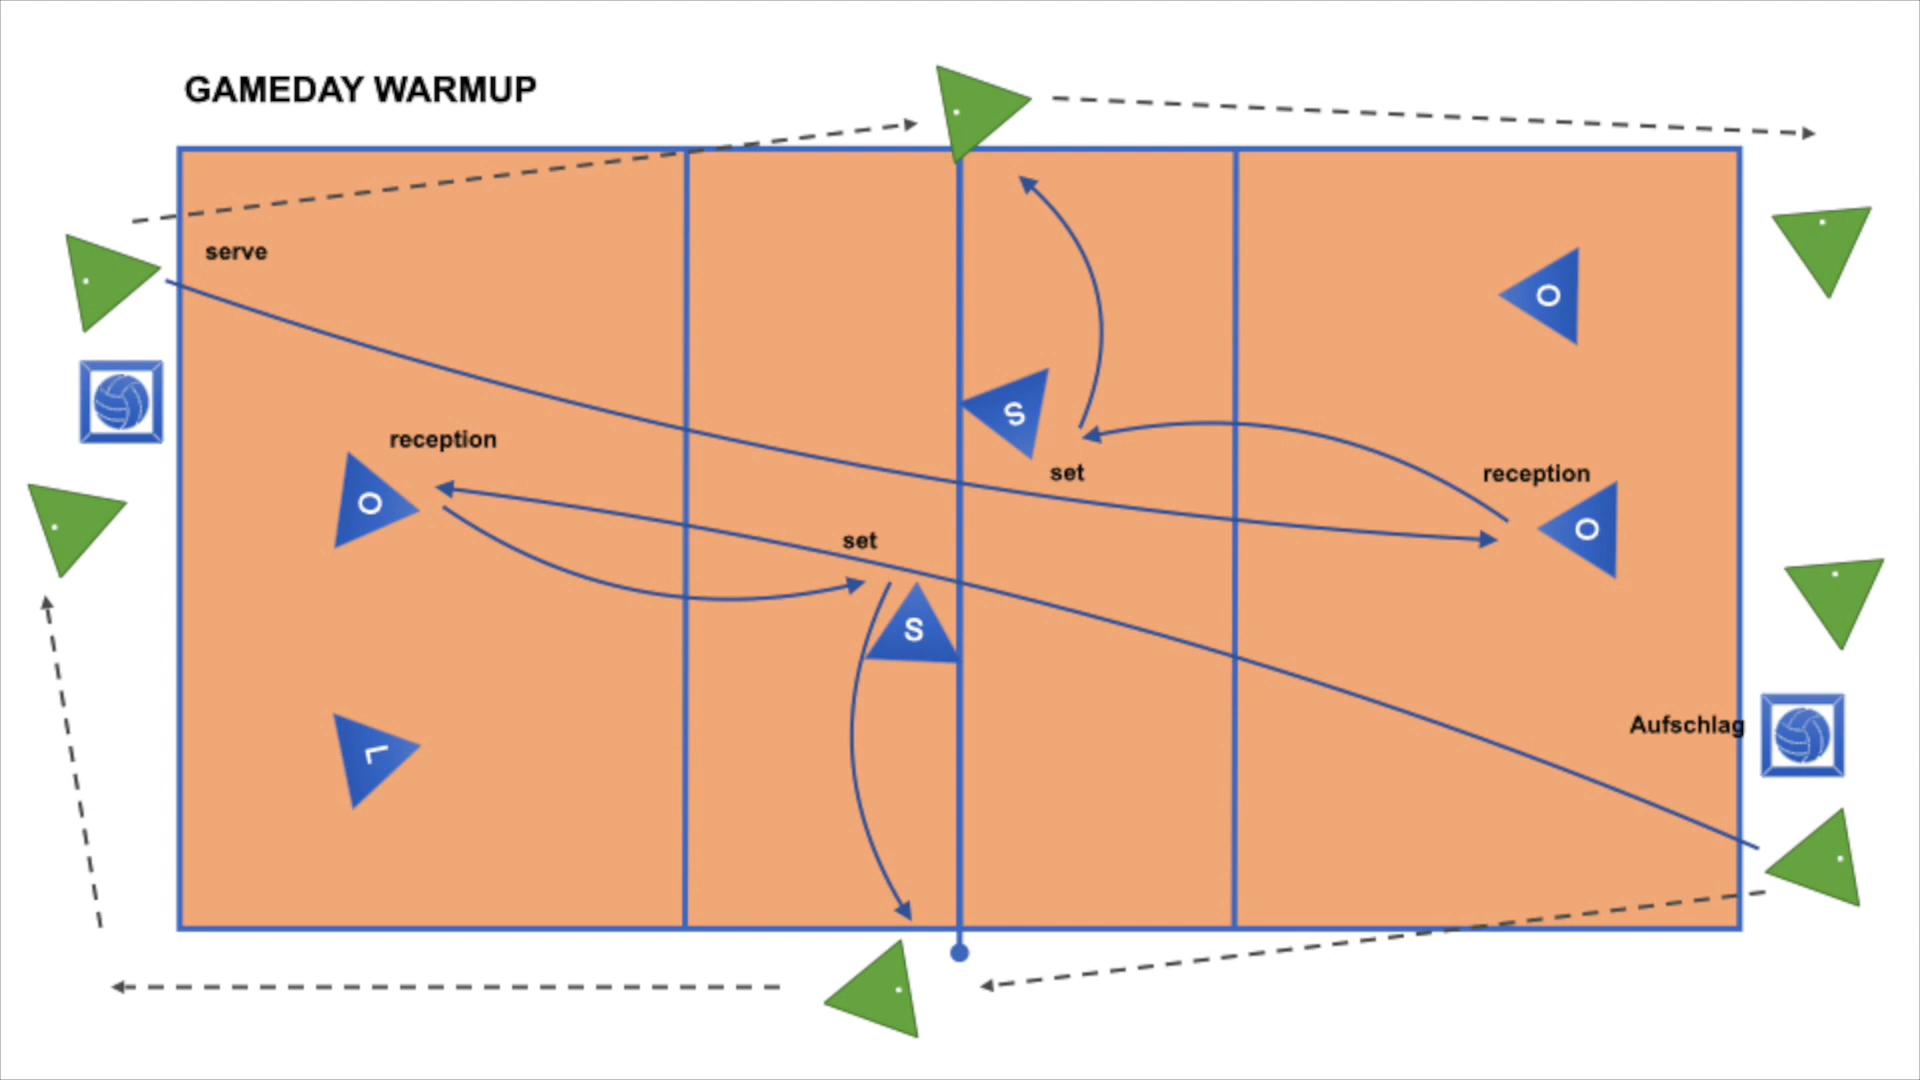 GAMEDAY WARMUP
serve
O
S
reception
set
reception
O
O
set
S
Aufschlag
L